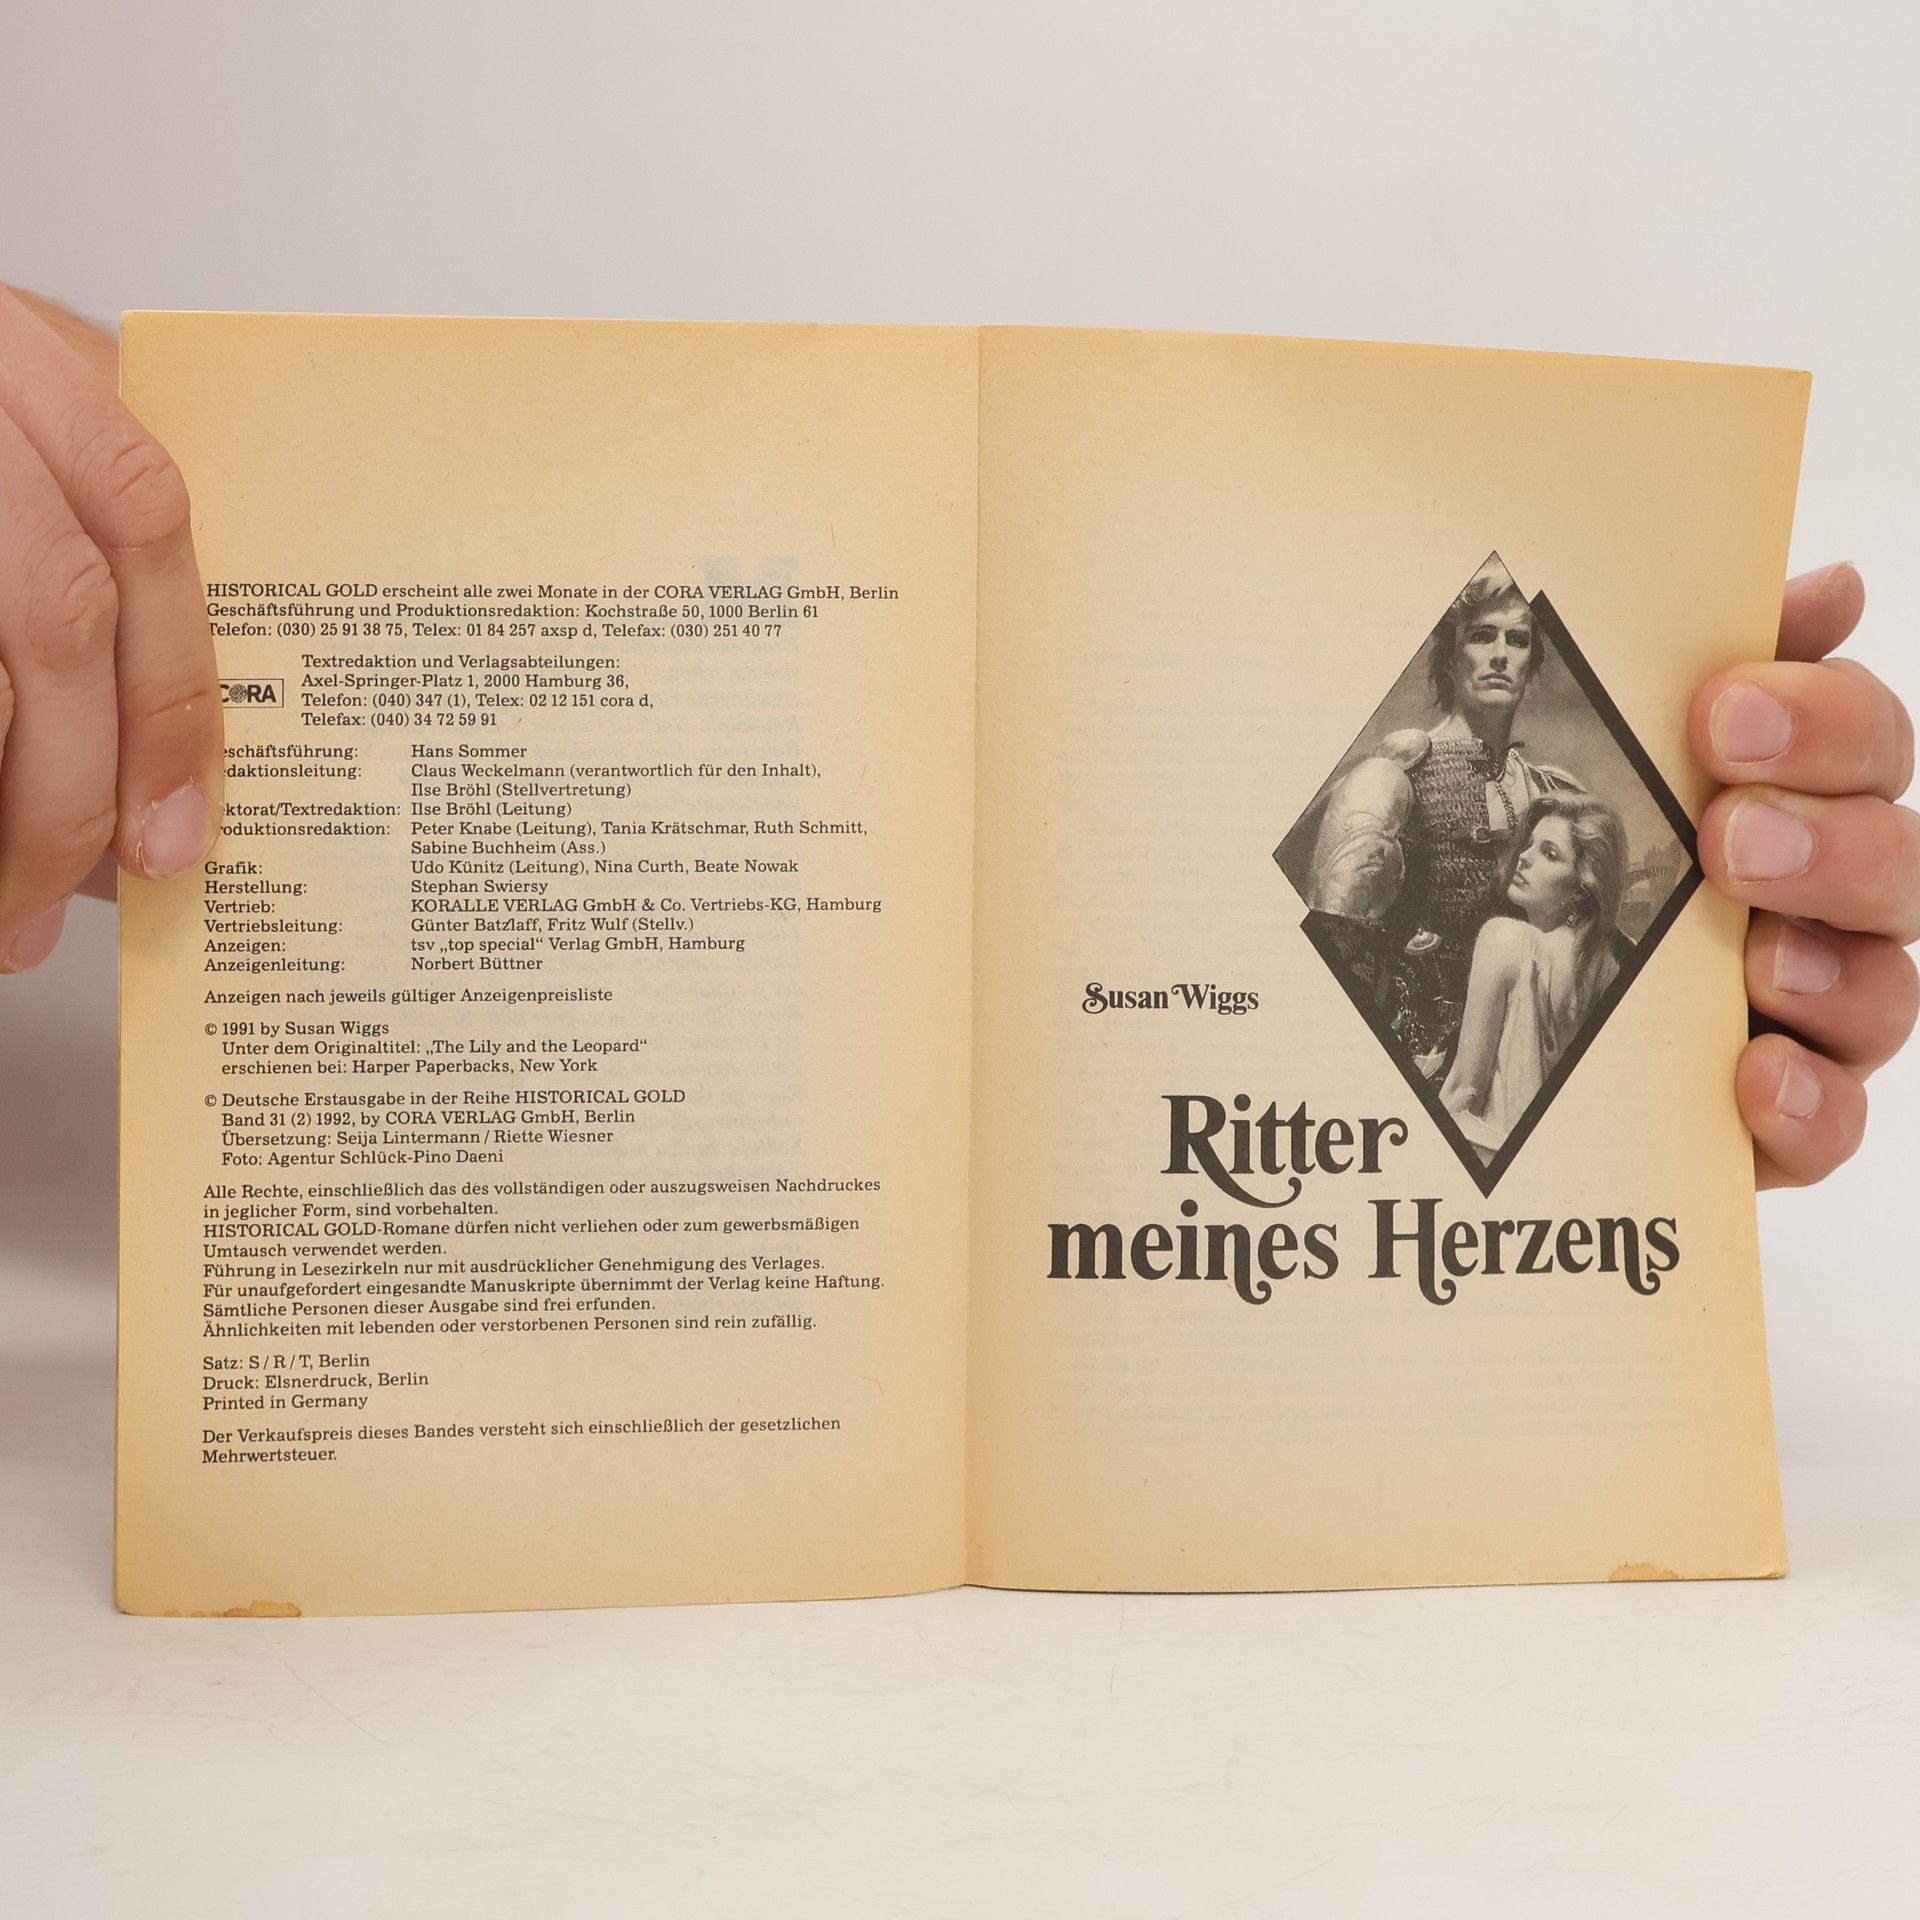 HISTORICAL GOLD erscheint alle zwei Monate in der CORA VERLAG GmbH, Berlin
Geschäftsführung und Produktionsredaktion: Kochstraße 50, 1000 Berlin 61
Telefon: (030) 25 91 38 75, Telex: 01 84 257 axsp d, Telefax: (030) 251 40 77
CORA
Textredaktion und Verlagsabteilungen:
Axel-Springer-Platz 1, 2000 Hamburg 36,
Telefon: (040) 347 (1), Telex: 02 12 151 cora d,
Telefax: (040) 34 72 59 91
eschäftsführung: Hans Sommer
edaktionsleitung: Claus Weckelmann (verantwortlich für den Inhalt),
Ilse Bröhl (Stellvertretung)
ktorat/Textredaktion: Ilse Bröhl (Leitung)
roduktionsredaktion: Peter Knabe (Leitung), Tania Krätschmar, Ruth Schmitt,
Sabine Buchheim (Ass.)
Grafik: Udo Künitz (Leitung), Nina Curth, Beate Nowak
Herstellung: Stephan Swiersy
Vertrieb: KORALLE VERLAG GmbH & Co. Vertriebs-KG, Hamburg
Vertriebsleitung: Günter Batzlaff, Fritz Wulf (Stellv.)
Anzeigen: tsv „top special“ Verlag GmbH, Hamburg
Anzeigenleitung: Norbert Büttner
Anzeigen nach jeweils gültiger Anzeigenpreisliste
© 1991 by Susan Wiggs
Unter dem Originaltitel: „The Lily and the Leopard“
erschienen bei: Harper Paperbacks, New York
© Deutsche Erstausgabe in der Reihe HISTORICAL GOLD
Band 31 (2) 1992, by CORA VERLAG GmbH, Berlin
Übersetzung: Seija Lintermann / Riette Wiesner
Foto: Agentur Schlück-Pino Daeni
Alle Rechte, einschließlich das des vollständigen oder auszugsweisen Nachdruckes
in jeglicher Form, sind vorbehalten.
HISTORICAL GOLD-Romane dürfen nicht verliehen oder zum gewerbsmäßigen
Umtausch verwendet werden.
Führung in Lesezirkeln nur mit ausdrücklicher Genehmigung des Verlages.
Für unaufgefordert eingesandte Manuskripte übernimmt der Verlag keine Haftung.
Sämtliche Personen dieser Ausgabe sind frei erfunden.
Ähnlichkeiten mit lebenden oder verstorbenen Personen sind rein zufällig.
Satz: S / R / T, Berlin
Druck: Elsnerdruck, Berlin
Printed in Germany
Der Verkaufspreis dieses Bandes versteht sich einschließlich der gesetzlichen
Mehrwertsteuer.
Susan Wiggs
Ritter
meines Herzens